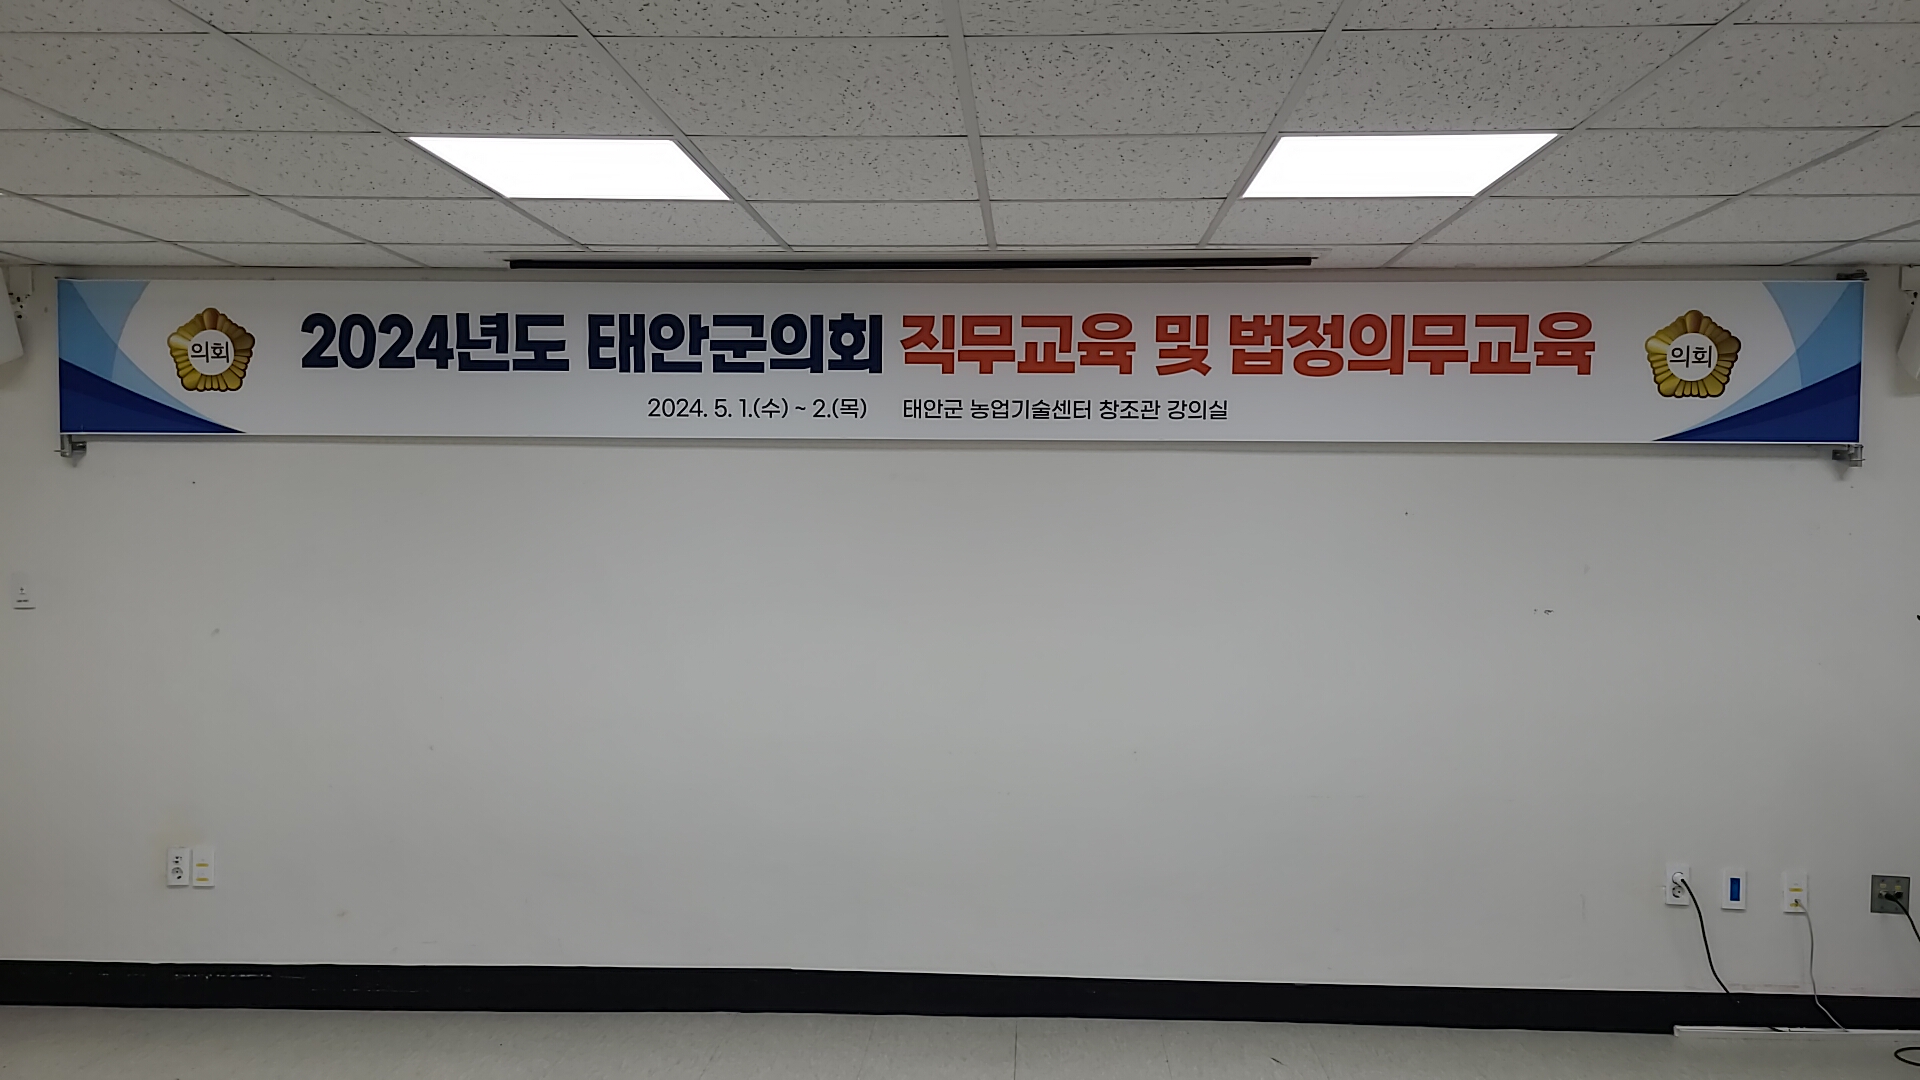 의회
2024년도 태안군의회 직무교육 및 법정의무교육
의회
2024. 5. 1.(수) ~ 2.(목) 태안군 농업기술센터 창조관 강의실